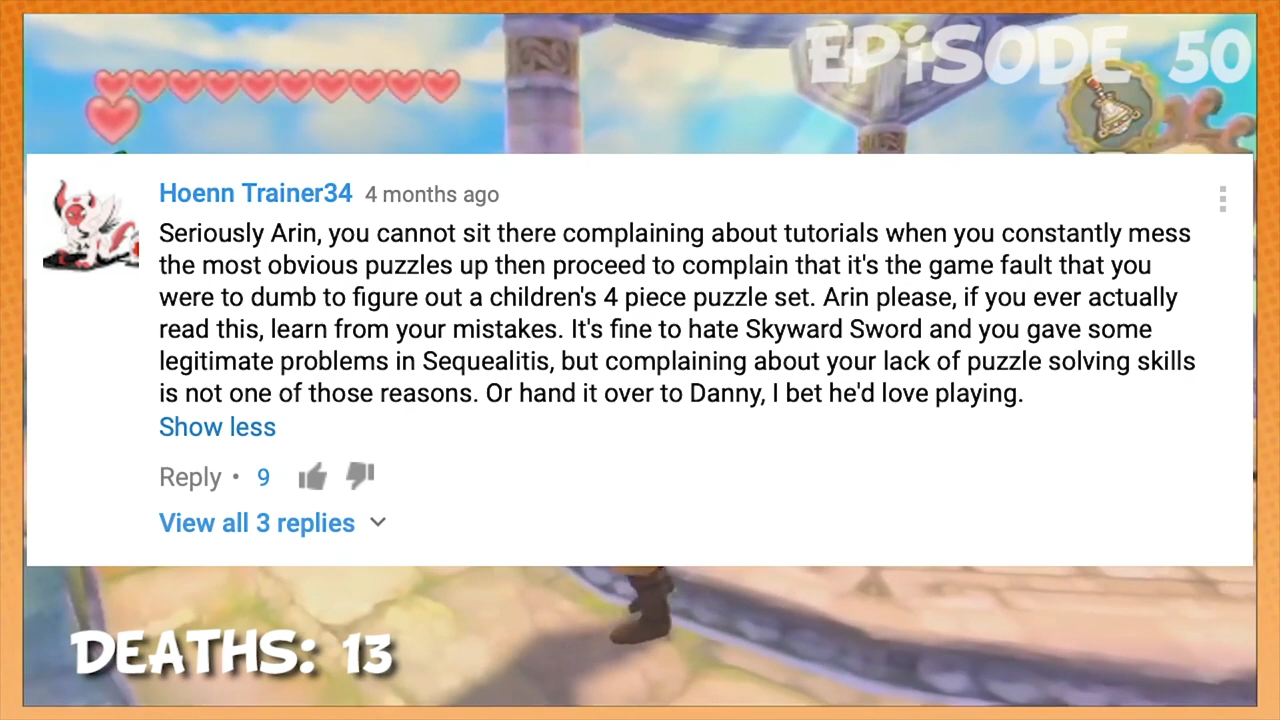 EPiSODE 50
Hoenn Trainer34 4 months ago
Seriously Arin, you cannot sit there complaining about tutorials when you constantly mess
the most obvious puzzles up then proceed to complain that it's the game fault that you
were to dumb to figure out a children's 4 piece puzzle set. Arin please, if you ever actually
read this, learn from your mistakes. It's fine to hate Skyward Sword and you gave some
legitimate problems in Sequealitis, but complaining about your lack of puzzle solving skills
is not one of those reasons. Or hand it over to Danny, I bet he'd love playing.
Show less
Reply • 9
View all 3 replies
DEATHS: 13